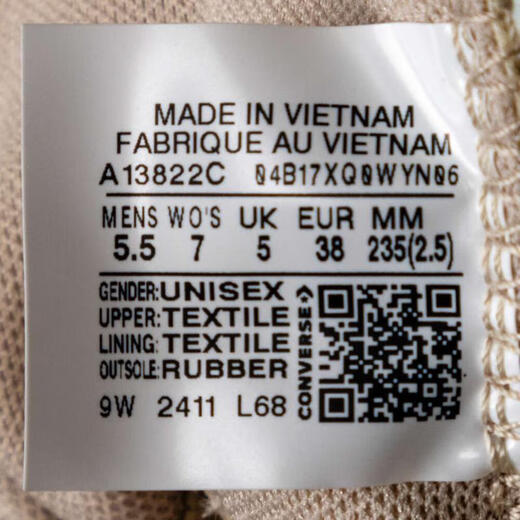 MADE IN VIETNAM
FABRIQUE AU VIETNAM
A13822C 04B17XQ0WYN06
MENS WO'S UK EUR MM
5.5 7 5 38 235(2.5)
GENDER:UNISEX
UPPER:TEXTILE
LINING:TEXTILE
OUTSOLE:RUBBER
9W 2411 L68
CONVERSE